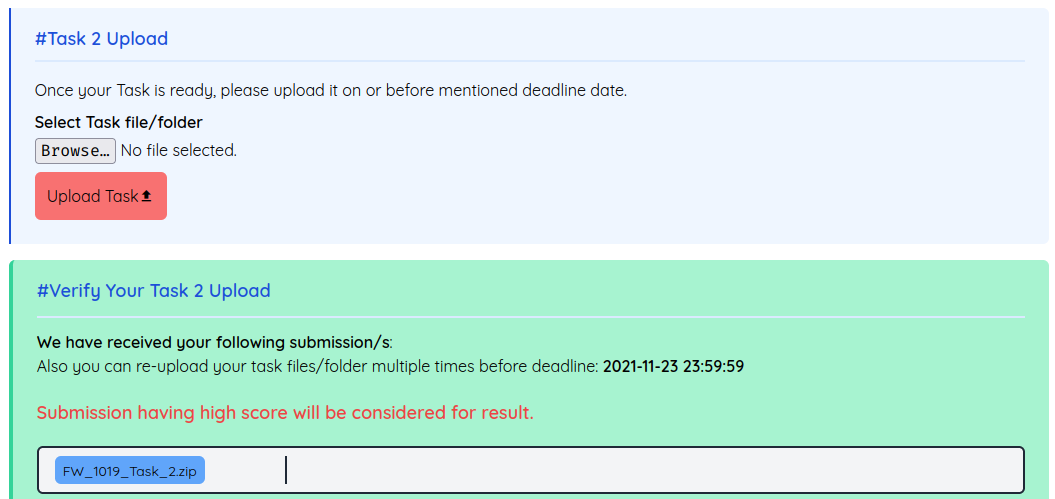 #Task 2 Upload
Once your Task is ready, please upload it on or before mentioned deadline date.
Select Task file/folder
Browse... No file selected.
Upload Task
#Verify Your Task 2 Upload
We have received your following submission/s:
Also you can re-upload your task files/folder multiple times before deadline: 2021-11-23 23:59:59
Submission having high score will be considered for result.
FW_1019_Task_2.zip